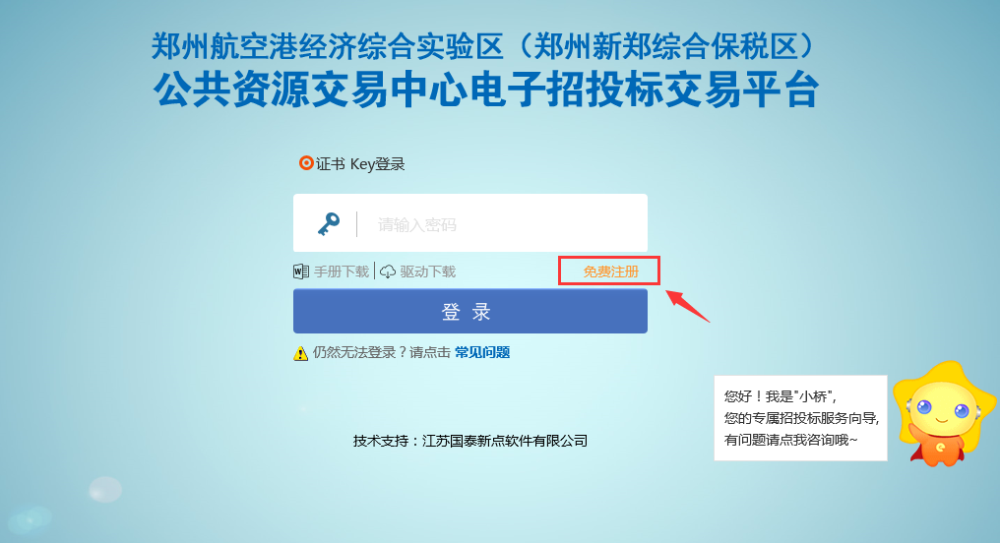 郑州航空港经济综合实验区（郑州新郑综合保税区）
公共资源交易中心电子招投标交易平台
证书 Key登录
请输入密码
手册下载 驱动下载 免费注册
登 录
仍然无法登录？请点击 常见问题
您好！我是"小桥",
您的专属招投标服务向导,
有问题请点我咨询哦~
技术支持：江苏国泰新点软件有限公司